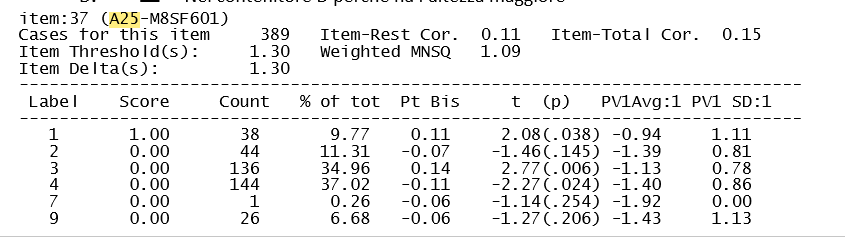 item:37 (A25-M8SF601)
Cases for this item 389 Item-Rest Cor. 0.11 Item-Total Cor. 0.15
Item Threshold(s): 1.30 Weighted MNSQ 1.09
Item Delta(s): 1.30
Label Score Count % of tot Pt Bis t (p) PV1Avg:1 PV1 SD:1
1 1.00 38 9.77 0.11 2.08(.038) -0.94 1.11
2 0.00 44 11.31 -0.07 -1.46(.145) -1.39 0.81
3 0.00 136 34.96 0.14 2.77(.006) -1.13 0.78
4 0.00 144 37.02 -0.11 -2.27(.024) -1.40 0.86
7 0.00 1 0.26 -0.06 -1.14(.254) -1.92 0.00
9 0.00 26 6.68 -0.06 -1.27(.206) -1.43 1.13